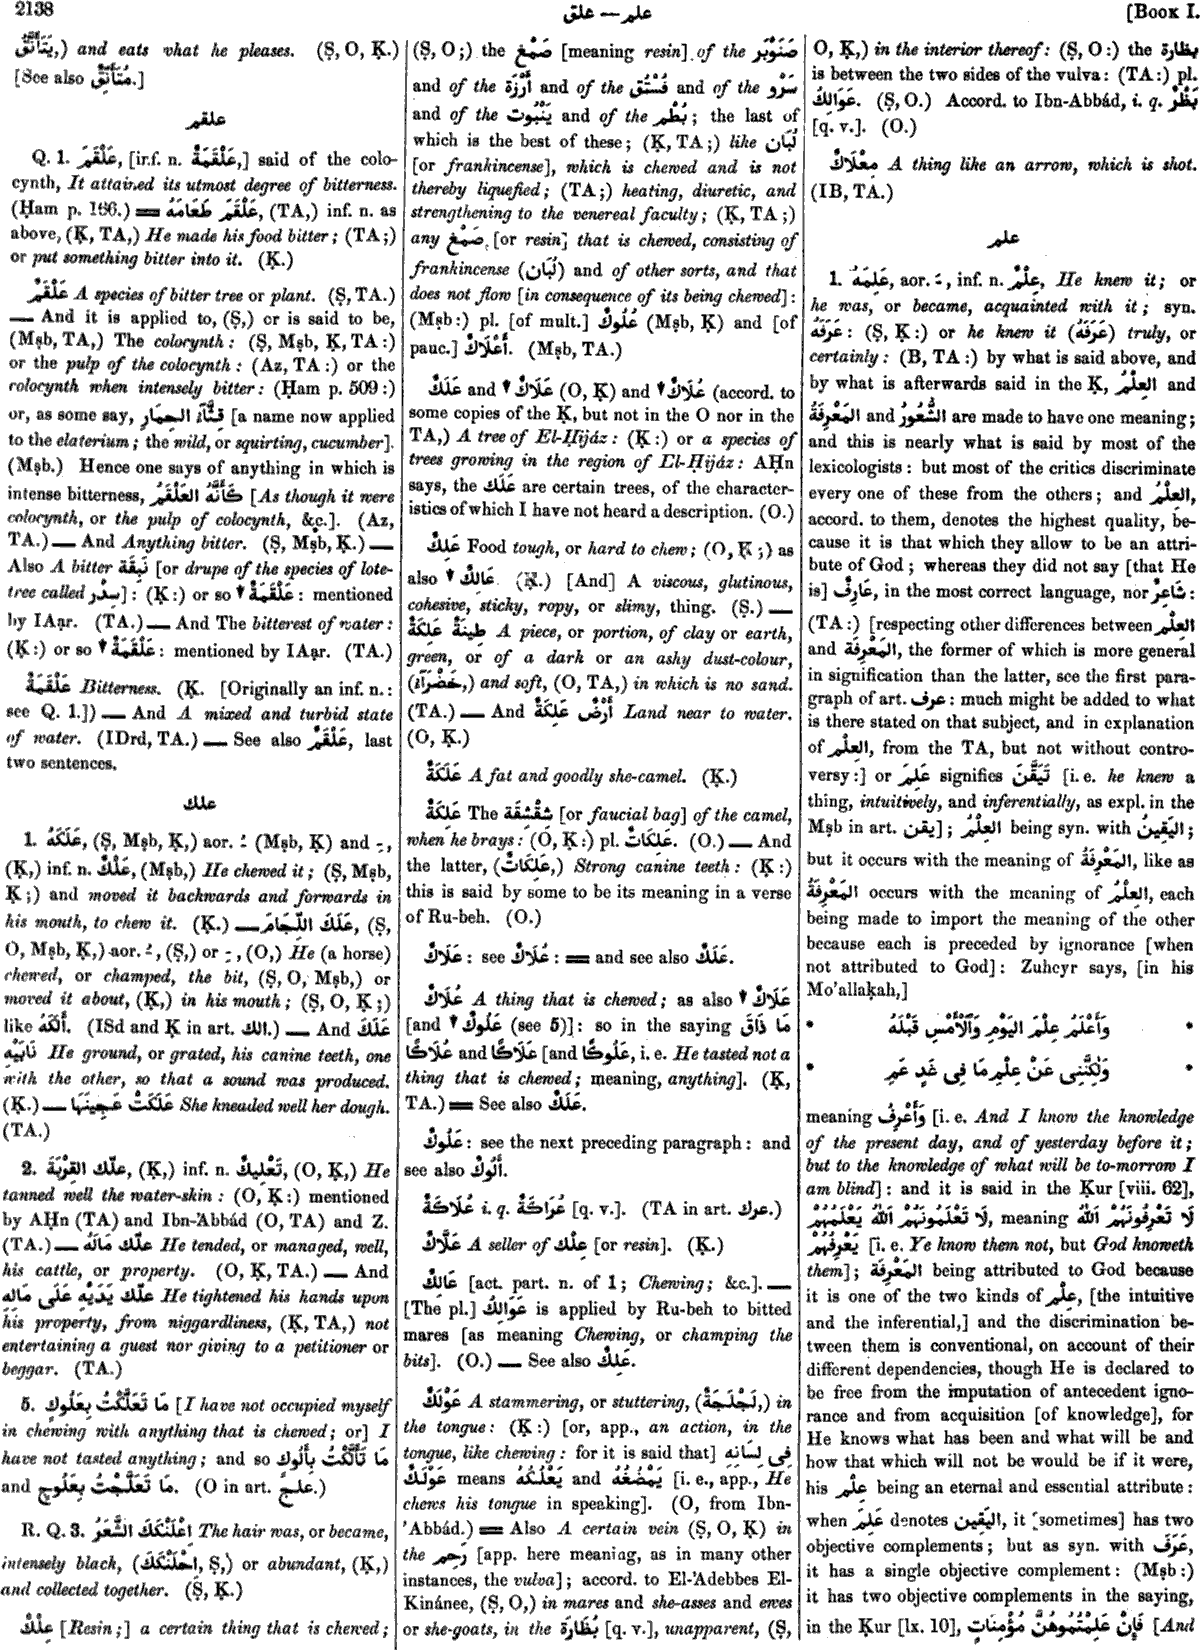 2138
علم — علق
[Book I.
يَتَأَنَّقُ,) and eats what he pleases. (Ṣ, O, Ḳ.)
[See also مُتَأَنِّقٌ.]
علقم
Q. 1. عَلْقَمَ, [inf. n. عَلْقَمَةٌ,] said of the colo-
cynth, It attained its utmost degree of bitterness.
(Ḥam p. 166.) ══ عَلْقَمَ طَعَامَهُ, (TA,) inf. n. as
above, (Ḳ, TA,) He made his food bitter; (TA;)
or put something bitter into it. (Ḳ.)
عَلْقَمٌ A species of bitter tree or plant. (Ṣ, TA.)
— And it is applied to, (Ṣ,) or is said to be,
(Mṣb, TA,) The colocynth: (Ṣ, Mṣb, Ḳ, TA:)
or the pulp of the colocynth: (Az, TA:) or the
colocynth when intensely bitter: (Ḥam p. 509:)
or, as some say, قِثَّآءُ الحِمَارِ [a name now applied
to the elaterium; the wild, or squirting, cucumber].
(Mṣb.) Hence one says of anything in which is
intense bitterness, كَأَنَّهُ العَلْقَمُ [As though it were
colocynth, or the pulp of colocynth, &c.]. (Az,
TA.) — And Anything bitter. (Ṣ, Mṣb, Ḳ.) —
Also A bitter نَبِقَة [or drupe of the species of lote-
tree called سِدْر]: (Ḳ:) or so ▼ عَلْقَمَةٌ: mentioned
by IAạr. (TA.) — And The bitterest of water:
(Ḳ:) or so ▼ عَلْقَمَةٌ: mentioned by IAạr. (TA.)
عَلْقَمَةٌ Bitterness. (Ḳ. [Originally an inf. n.:
see Q. 1.]) — And A mixed and turbid state
of water. (IDrd, TA.) — See also عَلْقَمٌ, last
two sentences.
علك
1. عَلَكَهُ, (Ṣ, Mṣb, Ḳ,) aor. ـُ (Mṣb, Ḳ) and ـِ,
(Ḳ,) inf. n. عَلْكٌ, (Mṣb,) He chewed it; (Ṣ, Mṣb,
Ḳ;) and moved it backwards and forwards in
his mouth, to chew it. (Ḳ.) — عَلَكَ اللِّجَامَ, (Ṣ,
O, Mṣb, Ḳ,) aor. ـُ, (Ṣ,) or ـِ, (O,) He (a horse)
chewed, or champed, the bit, (Ṣ, O, Mṣb,) or
moved it about, (Ḳ,) in his mouth; (Ṣ, O, Ḳ;)
like أَلَكَهُ. (ISd and Ḳ in art. الك.) — And عَلَكَ
نَابَيْهِ He ground, or grated, his canine teeth, one
with the other, so that a sound was produced.
(Ḳ.) — عَلَكَتْ عَجِينَهَا She kneaded well her dough.
(TA.)
2. علّك القِرْبَةَ, (Ḳ,) inf. n. تَعْلِيكٌ, (O, Ḳ,) He
tanned well the water-skin: (O, Ḳ:) mentioned
by AḤn (TA) and Ibn-'Abbád (O, TA) and Z.
(TA.) — علّك مَالَهُ He tended, or managed, well,
his cattle, or property. (O, Ḳ, TA.) — And
علّك يَدَيْهِ عَلَى مَالِهِ He tightened his hands upon
his property, from niggardliness, (Ḳ, TA,) not
entertaining a guest nor giving to a petitioner or
beggar. (TA.)
5. مَا تَعَلَّكْتُ بِعَلُوكٍ [I have not occupied myself
in chewing with anything that is chewed; or] I
have not tasted anything; and so مَا تَأَلَّكْتُ بِأَلُوكٍ
and مَا تَعَلَّجْتُ بِعَلُوجٍ. (O in art. علج.)
R. Q. 3. اِعْلَنْكَكَ الشَّعَرُ The hair was, or became,
intensely black, (اِحْلَنْكَكَ, Ṣ,) or abundant, (Ḳ,)
and collected together. (Ṣ, Ḳ.)
عِلْكٌ [Resin;] a certain thing that is chewed;
(Ṣ, O;) the صَمْغ [meaning resin] of the صَنَوْبَر
and of the أَرْزَة and of the فُسْتُق and of the سَرْو
and of the يَنْبُوت and of the بُطْم; the last of
which is the best of these; (Ḳ, TA;) like لُبَان
[or frankincense], which is chewed and is not
thereby liquefied; (TA;) heating, diuretic, and
strengthening to the venereal faculty; (Ḳ, TA;)
any صَمْغ [or resin] that is chewed, consisting of
frankincense (لُبَان) and of other sorts, and that
does not flow [in consequence of its being chewed]:
(Mṣb:) pl. [of mult.] عُلُوكٌ (Mṣb, Ḳ) and [of
pauc.] أَعْلَاكٌ. (Mṣb, TA.)
عَلَكٌ and ▼ عَلَاكٌ (O, Ḳ) and ▼ عُلَاكٌ (accord. to
some copies of the Ḳ, but not in the O nor in the
TA,) A tree of El-Ḥijáz: (Ḳ:) or a species of
trees growing in the region of El-Ḥijáz: AḤn
says, the عَلَك are certain trees, of the character-
istics of which I have not heard a description. (O.)
عَلِكٌ Food tough, or hard to chew; (O, Ḳ;) as
also ▼ عَالِكٌ. (Ḳ.) [And] A viscous, glutinous,
cohesive, sticky, ropy, or slimy, thing. (Ṣ.) —
طِينَةٌ عَلِكَةٌ A piece, or portion, of clay or earth,
green, or of a dark or an ashy dust-colour,
(خَضْرَآءُ,) and soft, (O, TA,) in which is no sand.
(TA.) — And أَرْضٌ عَلِكَةٌ Land near to water.
(O, Ḳ.)
عَلَكَةٌ A fat and goodly she-camel. (Ḳ.)
عَلِكَةٌ The شِقْشِقَة [or faucial bag] of the camel,
when he brays: (O, Ḳ:) pl. عَلِكَاتٌ. (O.) — And
the latter, (عَلِكَاتٌ,) Strong canine teeth: (Ḳ:)
this is said by some to be its meaning in a verse
of Ru-beh. (O.)
عَلَاكٌ: see عُلَاكٌ: ══ and see also عَلَكٌ.
عُلَاكٌ A thing that is chewed; as also ▼ عَلَاكٌ
[and ▼ عَلُوكٌ (see 5)]: so in the saying مَا ذَاقَ
عُلَاكًا and عَلَاكًا [and عَلُوكًا, i. e. He tasted not a
thing that is chewed; meaning, anything]. (Ḳ,
TA.) ══ See also عَلَكٌ.
عَلُوكٌ: see the next preceding paragraph: and
see also أَلُوكٌ.
عُلَاكَةٌ i. q. عُرَاكَةٌ [q. v.]. (TA in art. عرك.)
عَلَّاكٌ A seller of عِلْك [or resin]. (Ḳ.)
عَالِكٌ [act. part. n. of 1; Chewing; &c.]. —
[The pl.] عَوَالِكُ is applied by Ru-beh to bitted
mares [as meaning Chewing, or champing the
bits]. (O.) — See also عَلِكٌ.
عَوْلَكٌ A stammering, or stuttering, (لَجْلَجَةٌ,) in
the tongue: (Ḳ:) [or, app., an action, in the
tongue, like chewing: for it is said that] فِى لِسَانِهِ
عَوْلَكٌ means يَعْلُكُهُ and يَمْضُغُهُ [i. e., app., He
chews his tongue in speaking]. (O, from Ibn-
'Abbád.) ══ Also A certain vein (Ṣ, O, Ḳ) in
the رَحِم [app. here meaning, as in many other
instances, the vulva]; accord. to El-'Adebbes El-
Kinánee, (Ṣ, O,) in mares and she-asses and ewes
or she-goats, in the بُظَارَة [q. v.], unapparent, (Ṣ,
O, Ḳ,) in the interior thereof: (Ṣ, O:) the بظارة
is between the two sides of the vulva: (TA:) pl.
عَوَالِكُ. (Ṣ, O.) Accord. to Ibn-Abbád, i. q. بَظْرٌ
[q. v.]. (O.)
مِعْلَاكٌ A thing like an arrow, which is shot.
(IB, TA.)
علم
1. عَلِمَهُ, aor. ـَ, inf. n. عِلْمٌ, He knew it; or
he was, or became, acquainted with it; syn.
عَرَفَهُ: (Ṣ, Ḳ:) or he knew it (عَرَفَهُ) truly, or
certainly: (B, TA:) by what is said above, and
by what is afterwards said in the Ḳ, العِلْمُ and
المَعْرِفَةُ and الشُّعُورُ are made to have one meaning;
and this is nearly what is said by most of the
lexicologists: but most of the critics discriminate
every one of these from the others; and العِلْمُ,
accord. to them, denotes the highest quality, be-
cause it is that which they allow to be an attri-
bute of God; whereas they did not say [that He
is] عَارِفٌ, in the most correct language, nor شَاعِرٌ:
(TA:) [respecting other differences between العِلْمُ
and المَعْرِفَةُ, the former of which is more general
in signification than the latter, see the first para-
graph of art. عرف: much might be added to what
is there stated on that subject, and in explanation
of العِلْمُ, from the TA, but not without contro-
versy:] or عَلِمَ signifies تَيَقَّنَ [i. e. he knew a
thing, intuitively, and inferentially, as expl. in the
Mṣb in art. يقن]; العِلْمُ being syn. with اليَقِينُ;
but it occurs with the meaning of المَعْرِفَةُ, like as
المَعْرِفَةُ occurs with the meaning of العِلْمُ, each
being made to import the meaning of the other
because each is preceded by ignorance [when
not attributed to God]: Zuheyr says, [in his
Mo'allaḳah,]
* وَأَعْلَمُ عِلْمَ اليَوْمِ وَٱلْأَمْسِ قَبْلَهُ *
* وَلٰكِنَّنِى عَنْ عِلْمِ مَا فِى غَدٍ عَمِ *
meaning وَأَعْرِفُ [i. e. And I know the knowledge
of the present day, and of yesterday before it;
but to the knowledge of what will be to-morrow I
am blind]: and it is said in the Ḳur [viii. 62],
لَا تَعْلَمُونَهُمْ ٱللّٰهُ يَعْلَمُهُمْ, meaning لَا تَعْرِفُونَهُمْ ٱللّٰهُ
يَعْرِفُهُمْ [i. e. Ye know them not, but God knoweth
them]; المَعْرِفَةُ being attributed to God because
it is one of the two kinds of عِلْم, [the intuitive
and the inferential,] and the discrimination be-
tween them is conventional, on account of their
different dependencies, though He is declared to
be free from the imputation of antecedent igno-
rance and from acquisition [of knowledge], for
He knows what has been and what will be and
how that which will not be would be if it were,
his عِلْم being an eternal and essential attribute:
when عَلِمَ denotes اليَقِين, it [sometimes] has two
objective complements; but as syn. with عَرَفَ,
it has a single objective complement: (Mṣb:)
it has two objective complements in the saying,
in the Ḳur [lx. 10], فَإِنْ عَلِمْتُمُوهُنَّ مُؤْمِنَاتٍ [And